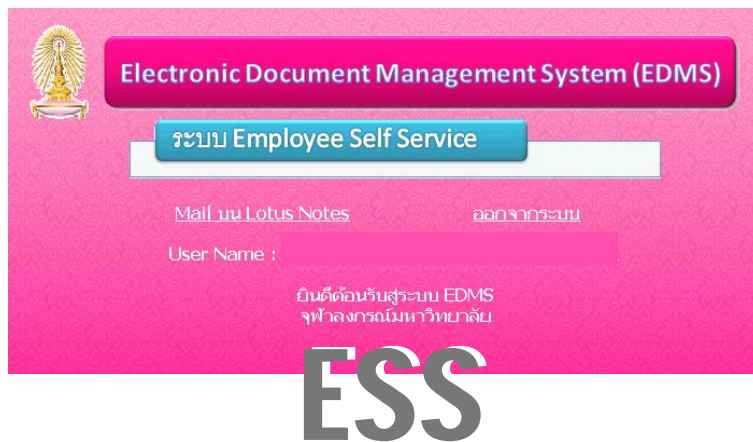 Electronic Document Management System (EDMS)
ระบบ Employee Self Service
Mail บน Lotus Notes ออกจากระบบ
User Name :
ยินดีต้อนรับสู่ระบบ EDMS
จุฬาลงกรณ์มหาวิทยาลัย
ESS